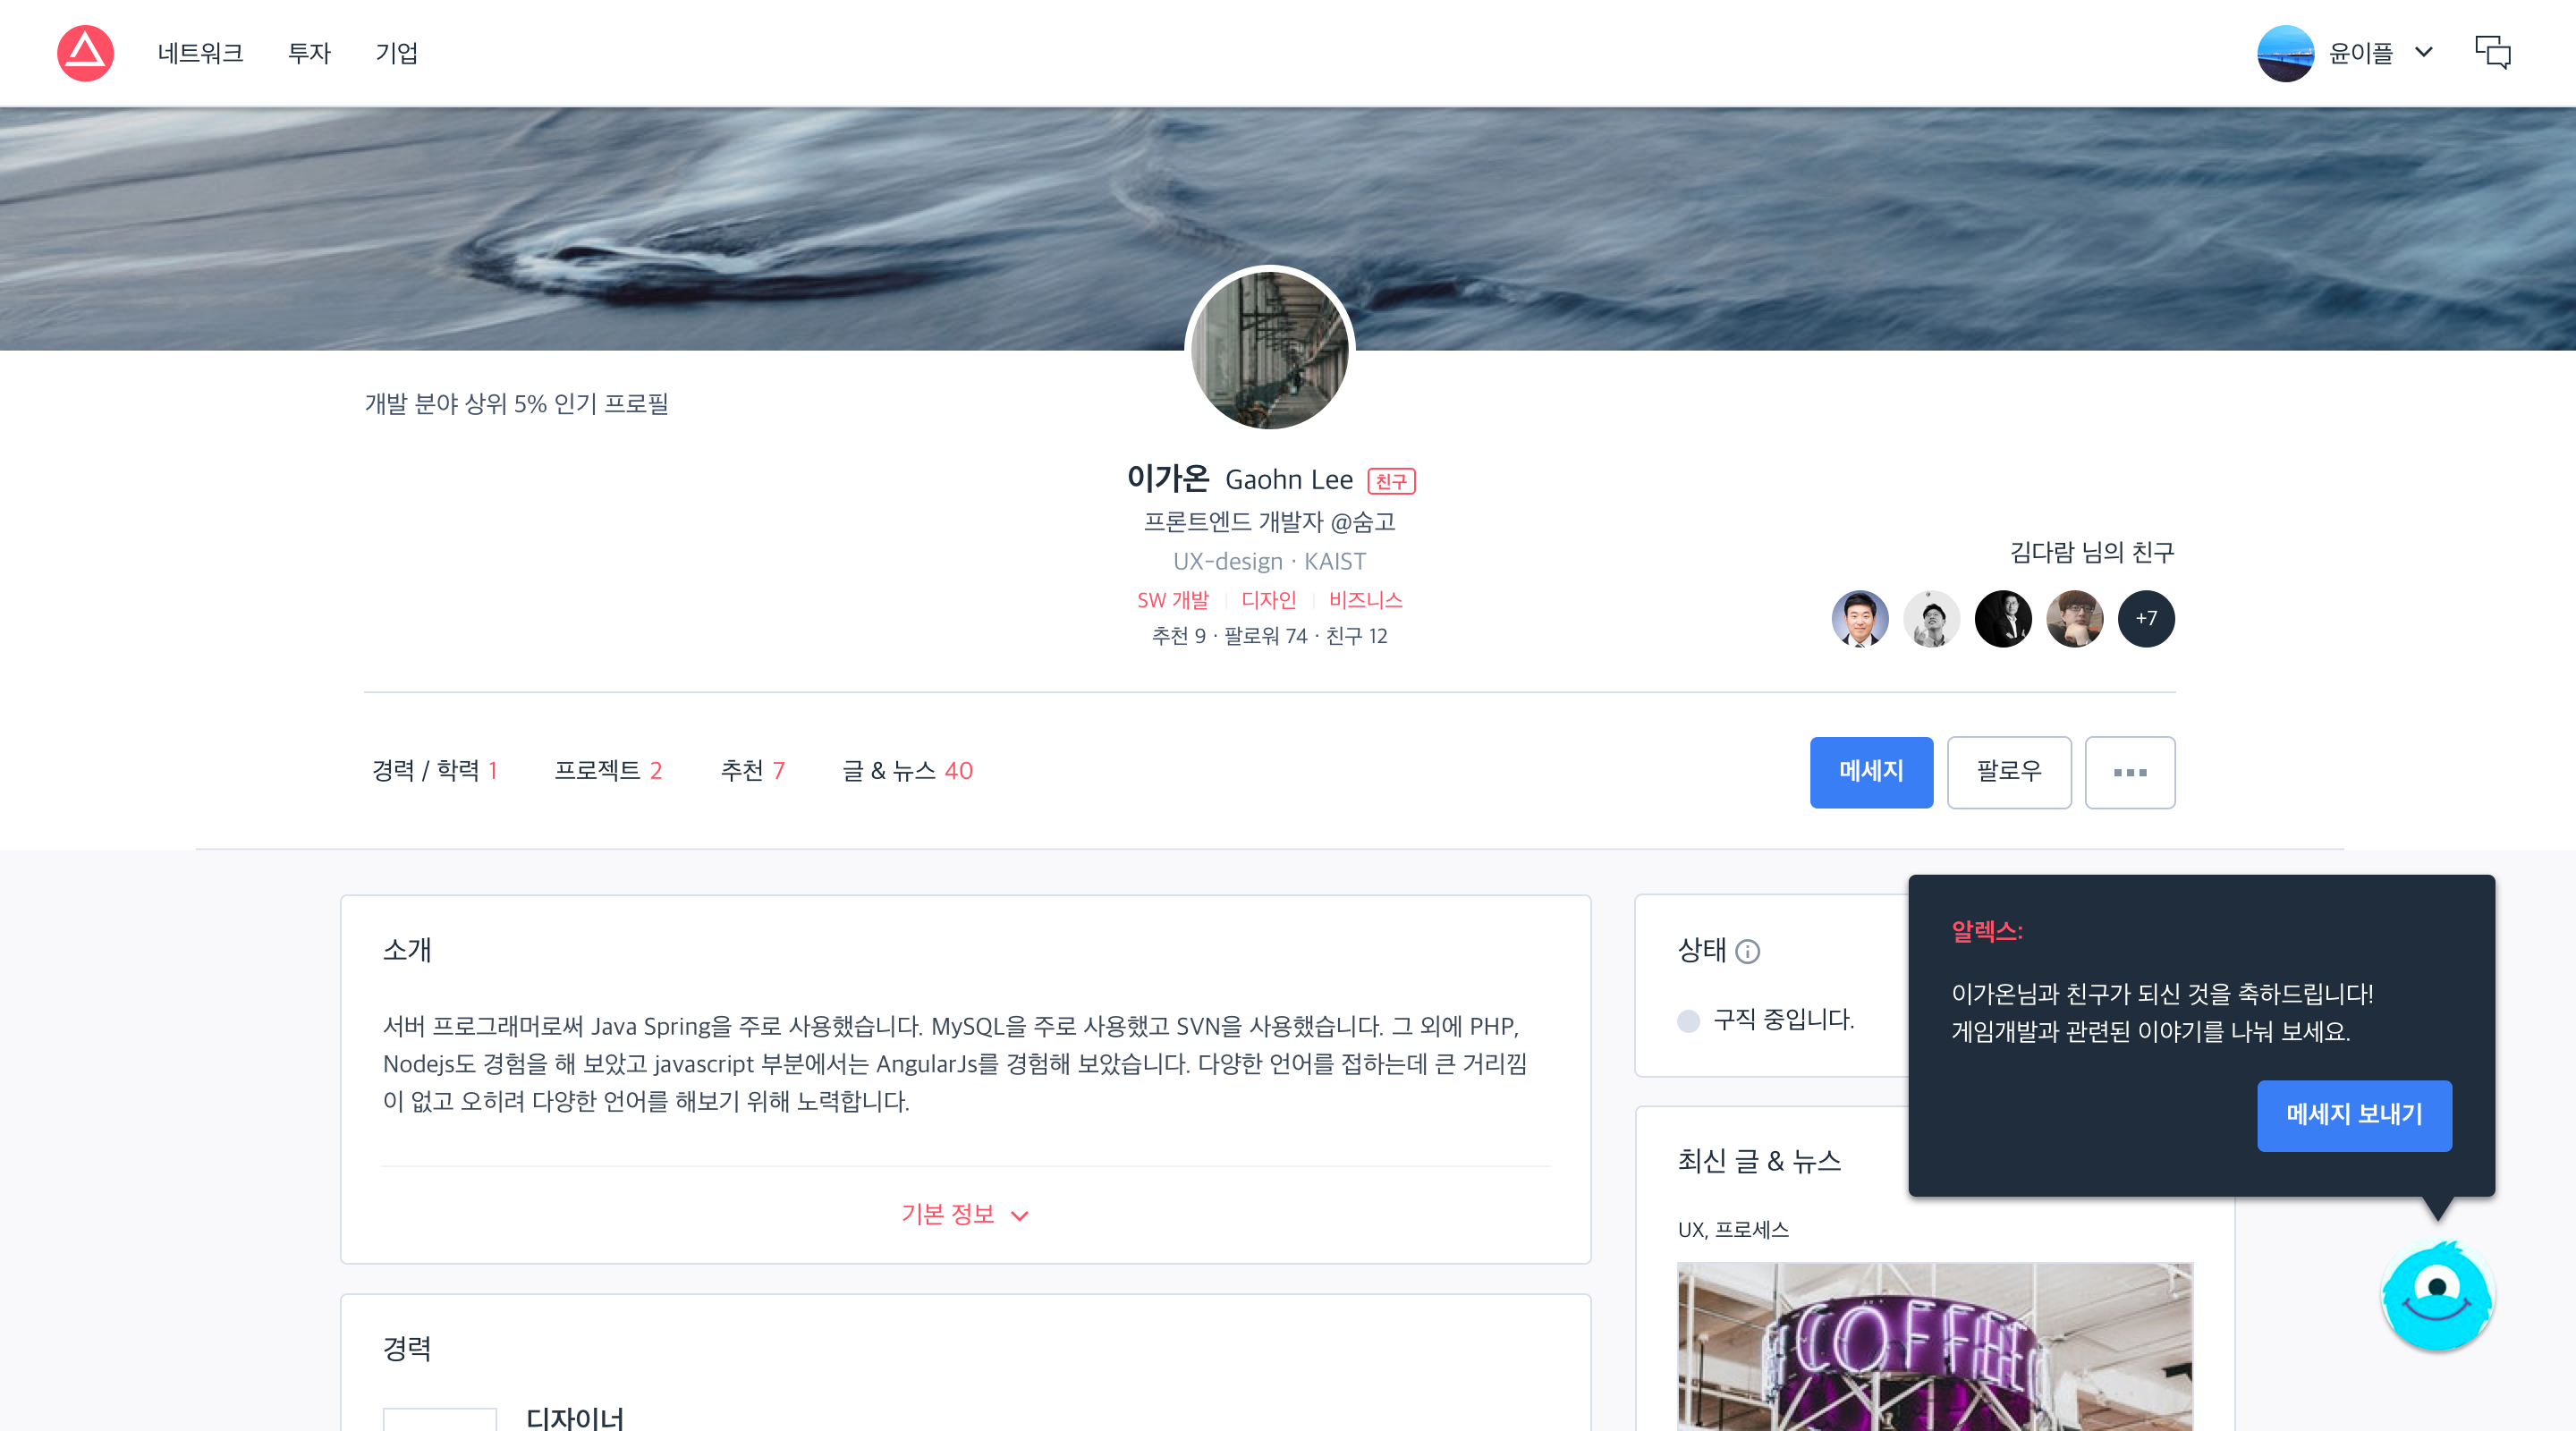 네트워크 투자 기업 윤이플
개발 분야 상위 5% 인기 프로필
이가온 Gaohn Lee 친구
프론트엔드 개발자 @숨고
UX-design · KAIST
SW 개발 디자인 비즈니스
추천 9 · 팔로워 74 · 친구 12
김다람 님의 친구
+7
경력 / 학력 1 프로젝트 2 추천 7 글 & 뉴스 40
메세지 팔로우
소개
서버 프로그래머로써 Java Spring을 주로 사용했습니다. MySQL을 주로 사용했고 SVN을 사용했습니다. 그 외에 PHP,
Nodejs도 경험을 해 보았고 javascript 부분에서는 AngularJs를 경험해 보았습니다. 다양한 언어를 접하는데 큰 거리낌
이 없고 오히려 다양한 언어를 해보기 위해 노력합니다.
기본 정보
경력
디자이너
상태
구직 중입니다.
최신 글 & 뉴스
UX, 프로세스
COFFEE
알렉스:
이가온님과 친구가 되신 것을 축하드립니다!
게임개발과 관련된 이야기를 나눠 보세요.
메세지 보내기